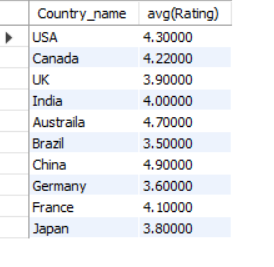 Country_name avg(Rating)
USA 4.30000
Canada 4.22000
UK 3.90000
India 4.00000
Austraila 4.70000
Brazil 3.50000
China 4.90000
Germany 3.60000
France 4.10000
Japan 3.80000